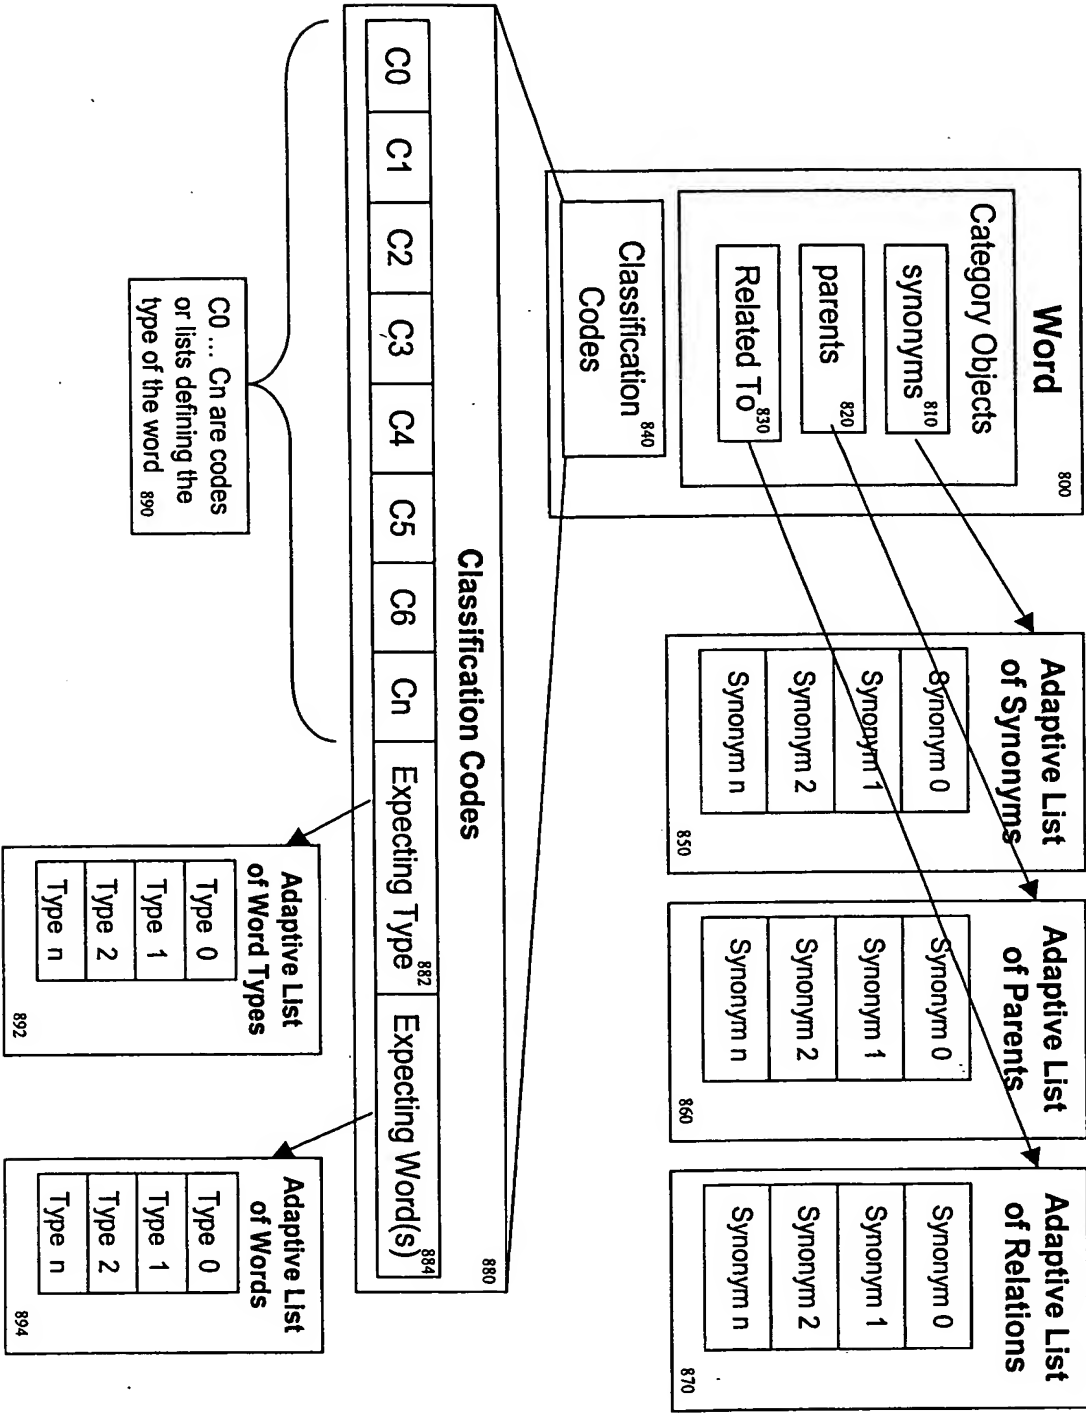 Word
800
Category Objects
synonyms 810
parents 820
Related To 830
Classification
Codes
840
Adaptive List
of Synonyms
Synonym 0
Synonym 1
Synonym 2
Synonym n
850
Adaptive List
of Parents
Synonym 0
Synonym 1
Synonym 2
Synonym n
860
Adaptive List
of Relations
Synonym 0
Synonym 1
Synonym 2
Synonym n
870
Classification Codes
880
C0 C1 C2 C3 C4 C5 C6 Cn Expecting Type 882 Expecting Word(s) 884
C0 ... Cn are codes
or lists defining the
type of the word 890
Adaptive List
of Word Types
Type 0
Type 1
Type 2
Type n
892
Adaptive List
of Words
Type 0
Type 1
Type 2
Type n
894